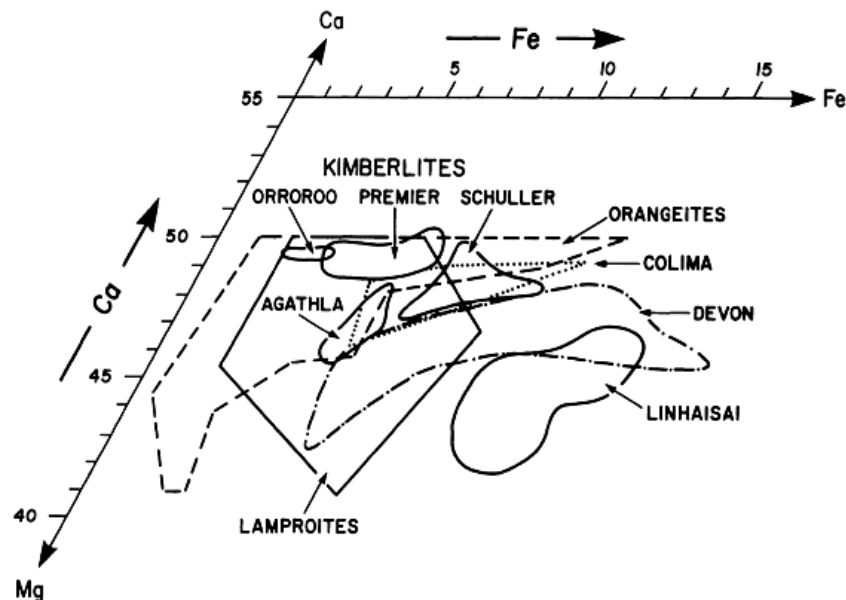 Ca
Fe
5
10
15
55
Fe
KIMBERLITES
ORROROO
PREMIER
SCHULLER
ORANGEITES
50
COLIMA
Ca
AGATHLA
DEVON
45
LINHAISAI
40
LAMPROITES
Mg